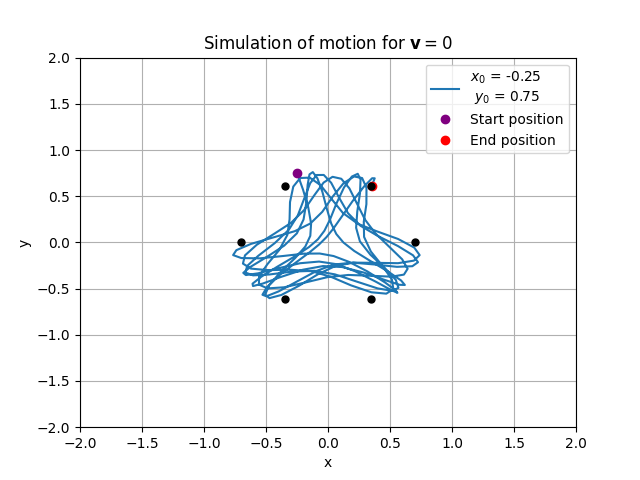 Simulation of motion for v = 0
x₀ = -0.25
y₀ = 0.75
Start position
End position
2.0
1.5
1.0
0.5
0.0
−0.5
−1.0
−1.5
−2.0
y
−2.0 −1.5 −1.0 −0.5 0.0 0.5 1.0 1.5 2.0
x